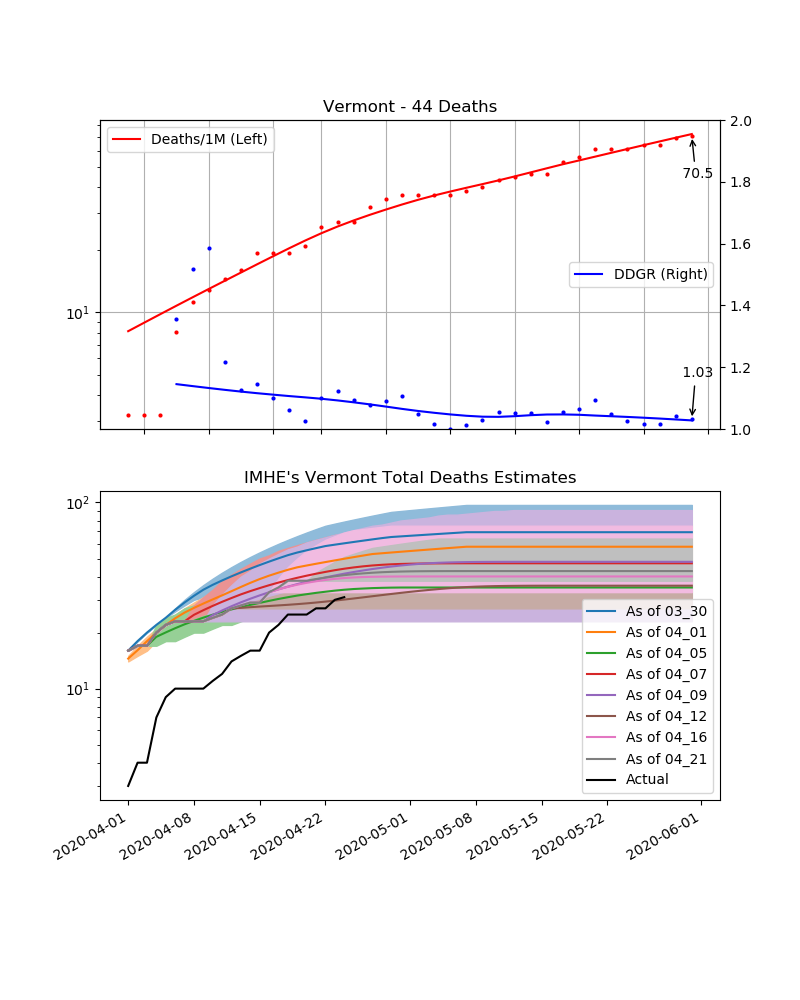 Vermont - 44 Deaths
Deaths/1M (Left)
2.0
1.8
1.6
1.4
1.2
1.0
70.5
DDGR (Right)
1.03
10¹
IMHE's Vermont Total Deaths Estimates
10²
10¹
As of 03_30
As of 04_01
As of 04_05
As of 04_07
As of 04_09
As of 04_12
As of 04_16
As of 04_21
Actual
2020-04-01
2020-04-08
2020-04-15
2020-04-22
2020-05-01
2020-05-08
2020-05-15
2020-05-22
2020-06-01